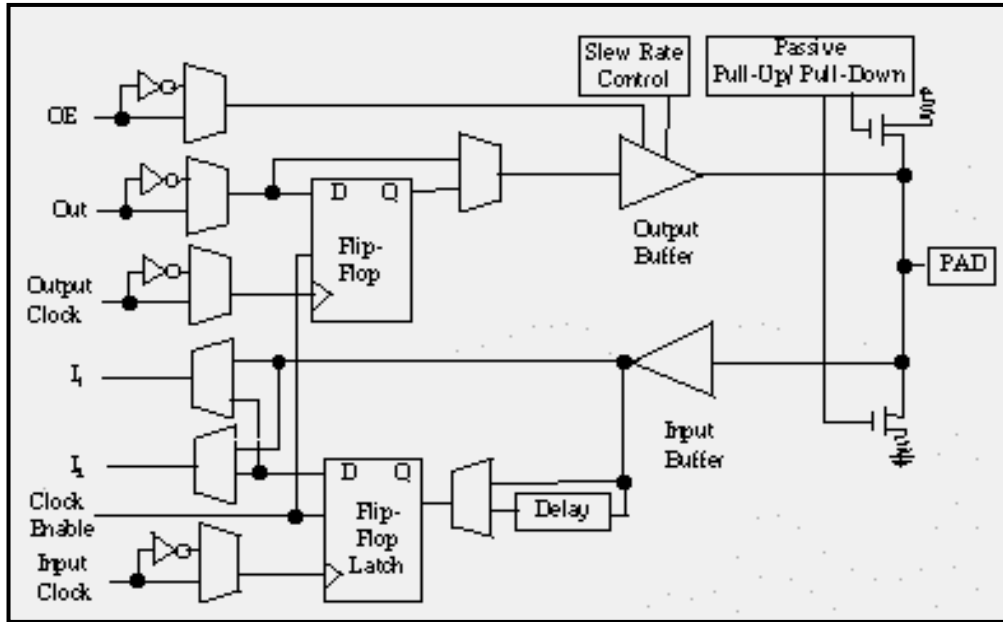 Slew Rate
Control
Passive
Pull-Up/ Pull-Down
OE
Out
D Q
Flip-
Flop
Output
Buffer
Output
Clock
PAD
I₁
I₂
Input
Buffer
Clock
Enable
D Q
Flip-
Flop
Latch
Delay
Input
Clock